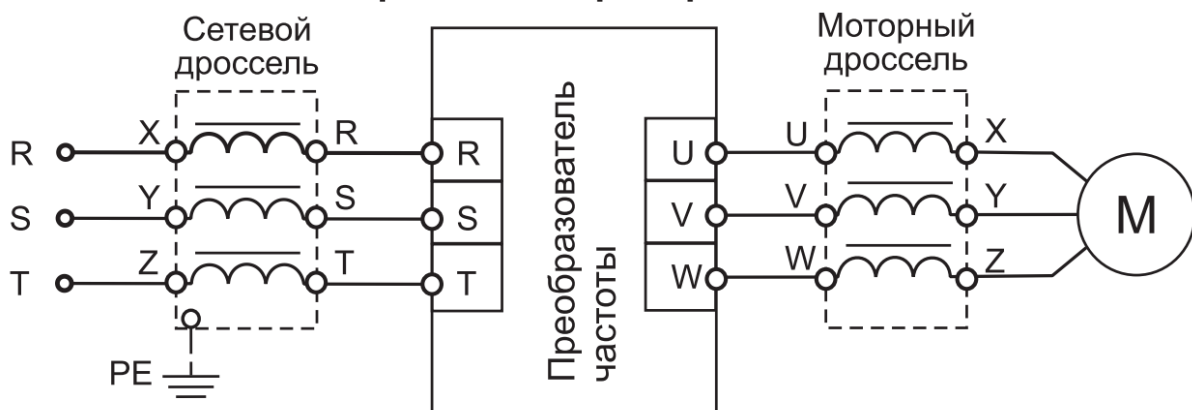 Сетевой
дроссель
Моторный
дроссель
Преобразователь
частоты
R X R R U U X
S Y S S V V Y M
T Z T T W W Z
PE